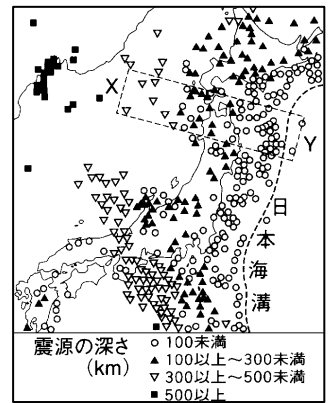 X
Y
日本海溝
震源の深さ
(km)
○ 100未満
▲ 100以上～300未満
▽ 300以上～500未満
■ 500以上